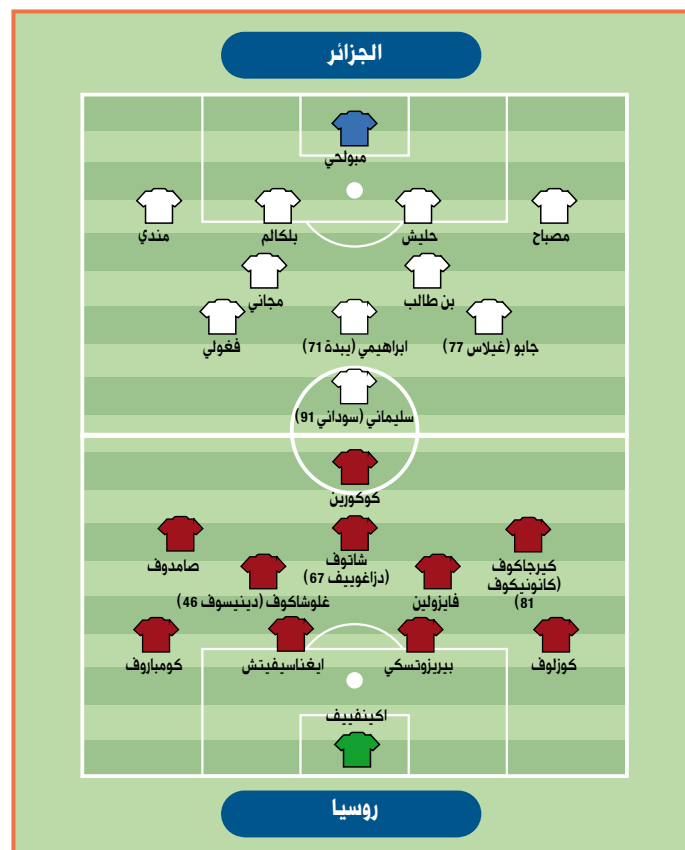 الجزائر
مبولحي
مصباح
حليش
بلكالم
مندي
بن طالب
مجاني
جابو (غيلاس 77)
ابراهيمي (يبدة 71)
فغولي
سليماني (سوداني 91)
كوكورين
كيرجاكوف
(كانونيكوف
81)
شاتوف
(دزاغوييف 67)
صامدوف
فايزولين
غلوشاكوف (دينيسوف 46)
كوزلوف
بيريزوتسكي
ايغناسيفيتش
كومباروف
اكينفييف
روسيا